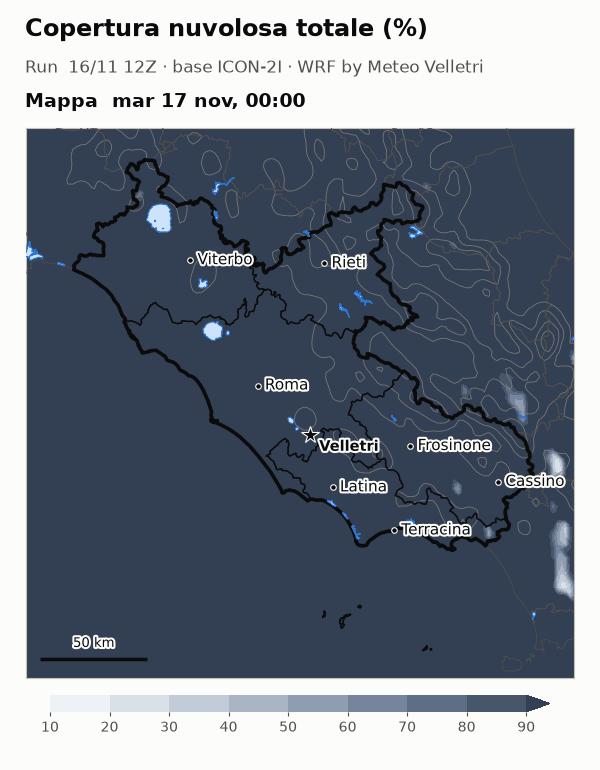 Copertura nuvolosa totale (%)
Run  16/11 12Z · base ICON-2I · WRF by Meteo Velletri
Mappa  mar 17 nov, 00:00
Viterbo
Rieti
Roma
Velletri
Frosinone
Latina
Cassino
Terracina
50 km
10 20 30 40 50 60 70 80 90